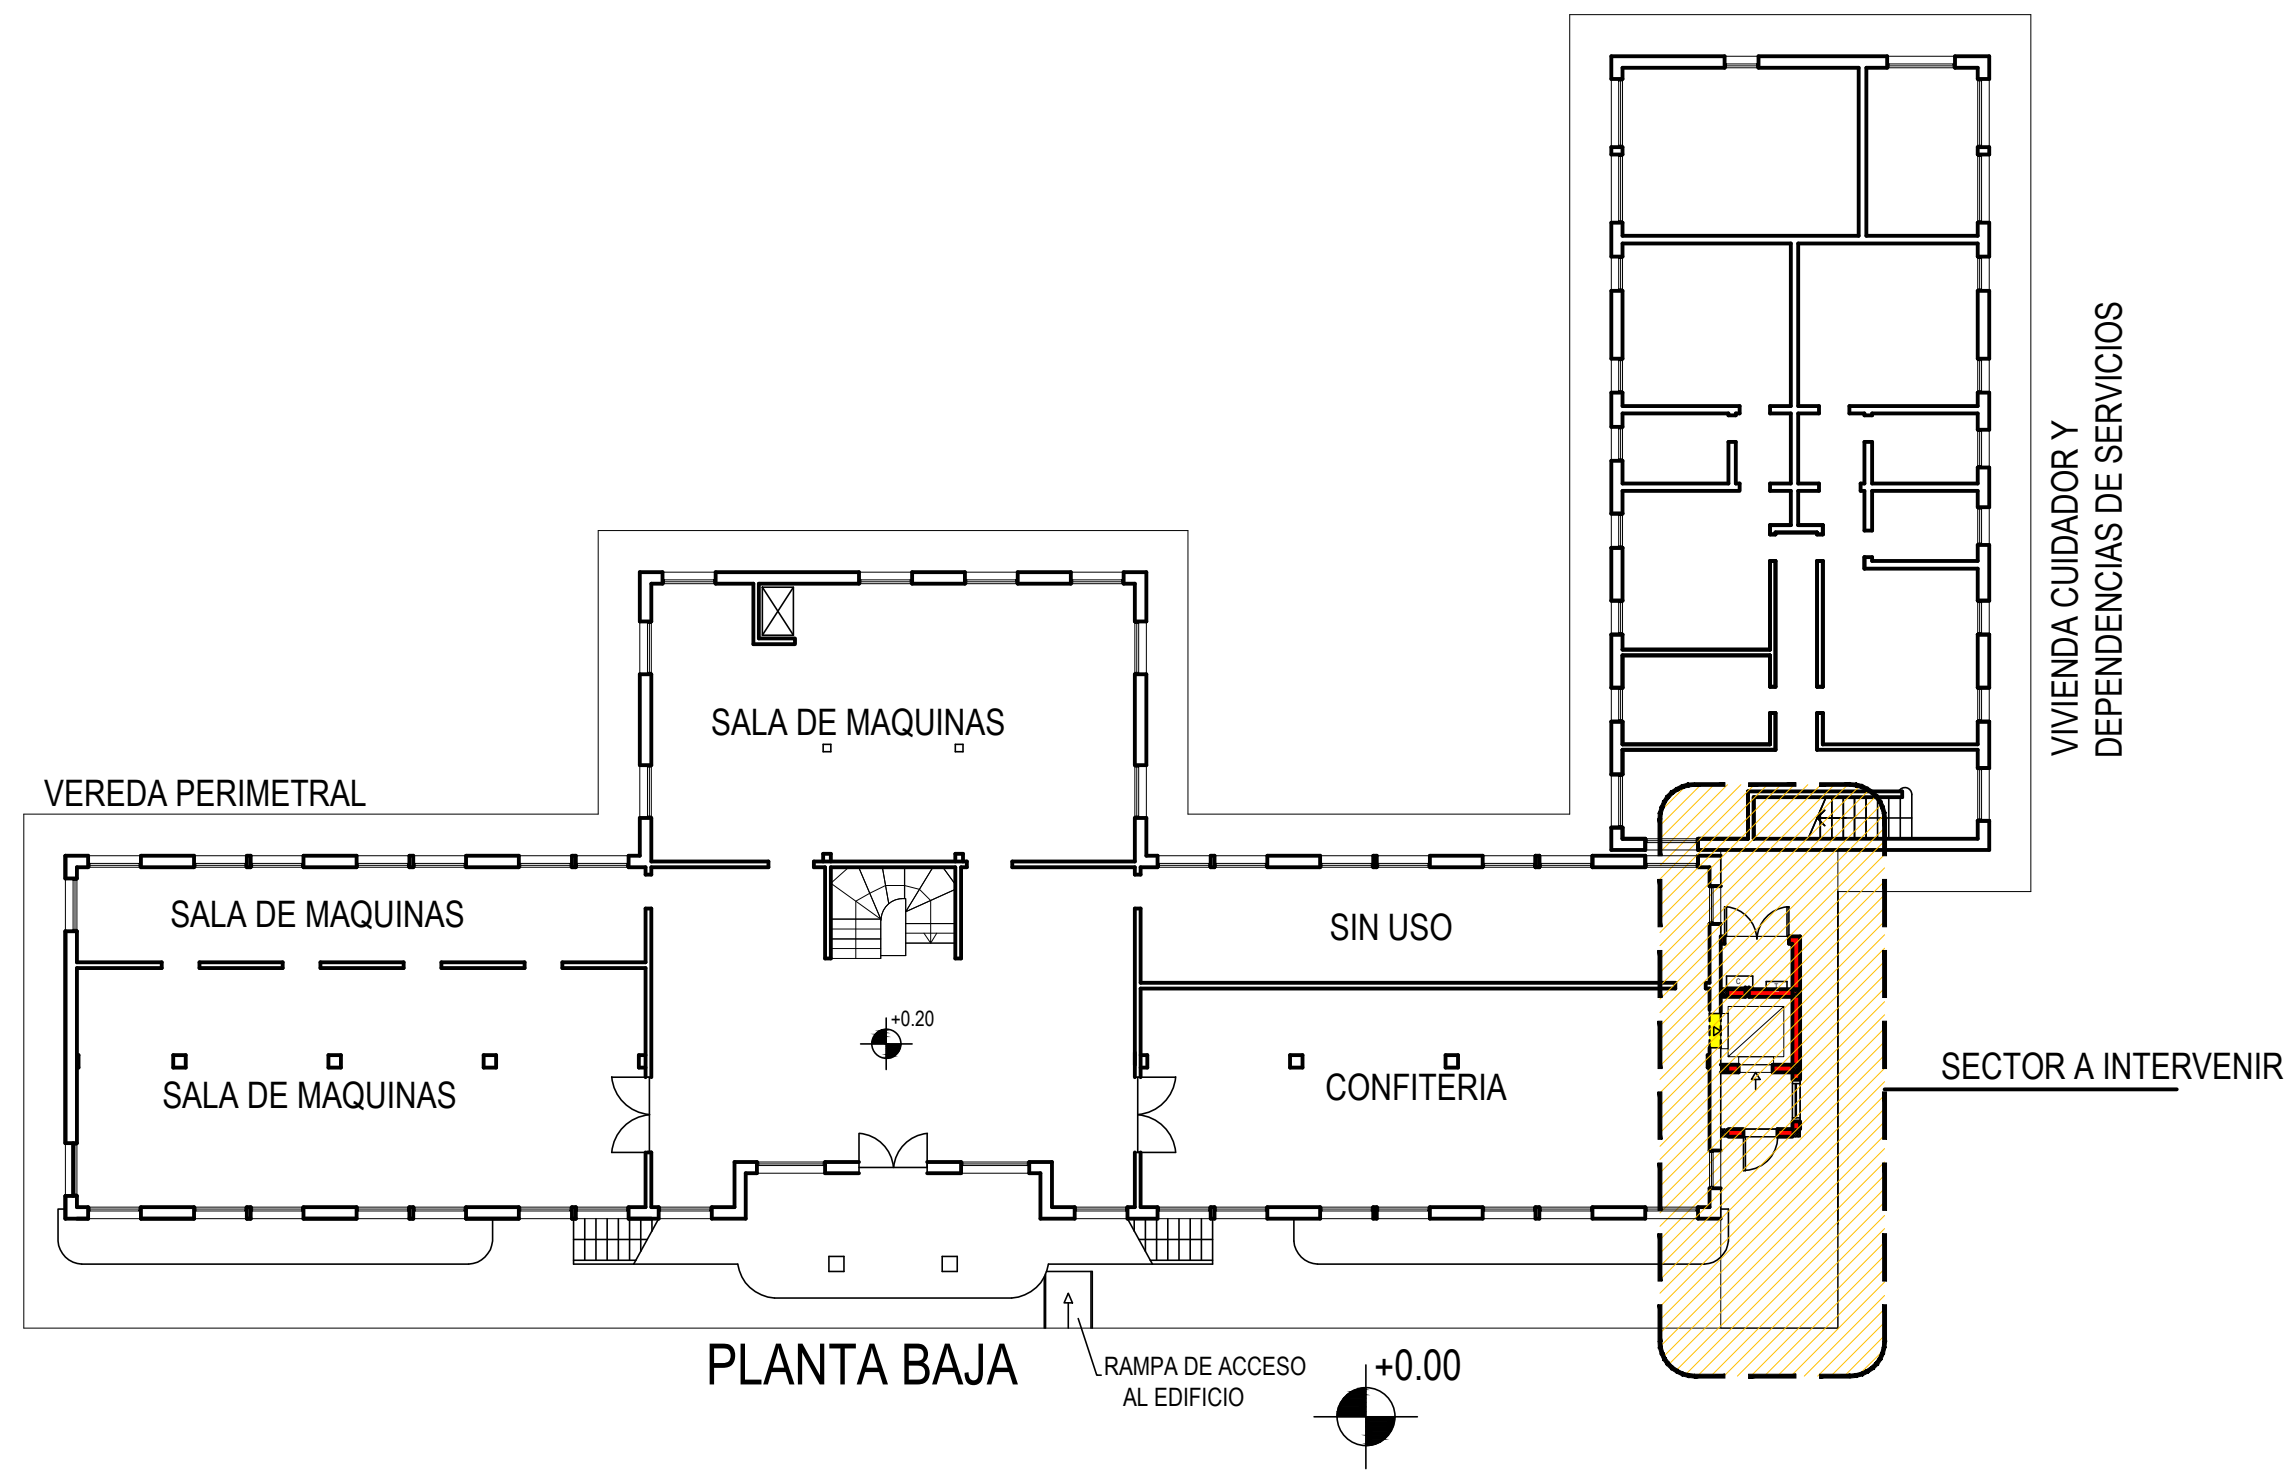 VIVIENDA CUIDADOR Y
DEPENDENCIAS DE SERVICIOS
SALA DE MAQUINAS
VEREDA PERIMETRAL
SALA DE MAQUINAS
SIN USO
+0.20
SECTOR A INTERVENIR
CONFITERIA
SALA DE MAQUINAS
PLANTA BAJA
RAMPA DE ACCESO
AL EDIFICIO
+0.00